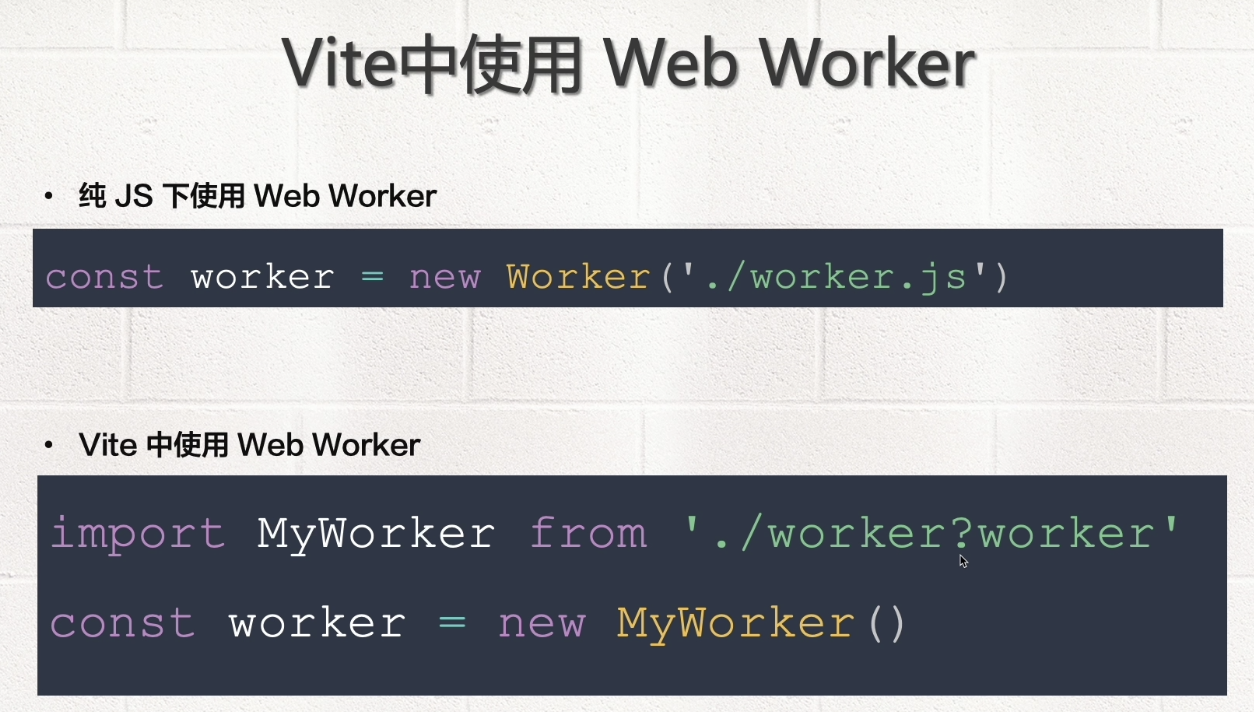 Vite中使用 Web Worker
• 纯 JS 下使用 Web Worker
const worker = new Worker('./worker.js')
• Vite 中使用 Web Worker
import MyWorker from './worker?worker'
const worker = new MyWorker()